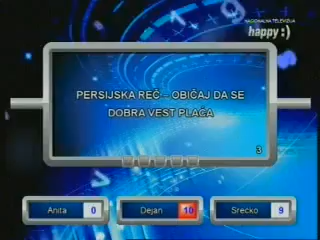 NACIONALNA TELEVIZIJA
happy:)
PERSIJSKA REČ – OBIČAJ DA SE
DOBRA VEST PLAĆA
3
Anita 0
Dejan 10
Srećko 9